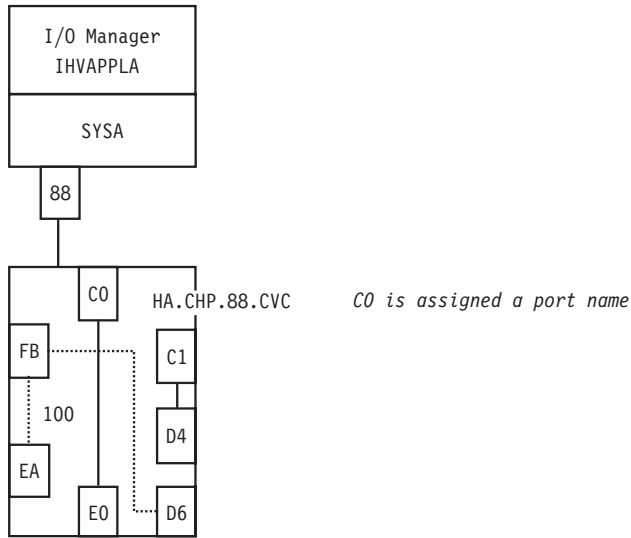 I/O Manager
IHVAPPLA
SYSA
88
C0 HA.CHP.88.CVC C0 is assigned a port name
FB C1
100 D4
EA
E0 D6